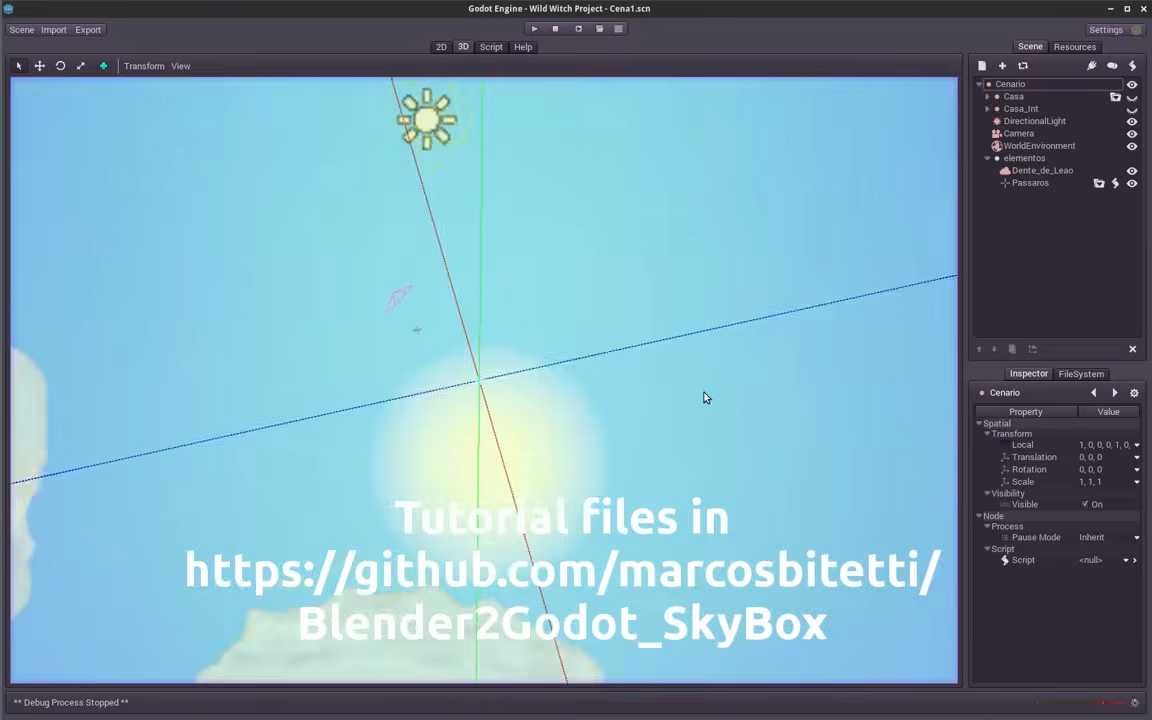 Godot Engine - Wild Witch Project - Cena1.scn
Scene Import Export
Settings
2D 3D Script Help
Scene Resources
Transform View
Cenario
Casa
Casa_Int
DirectionalLight
Camera
WorldEnvironment
elementos
Dente_de_Leao
Passaros
Inspector FileSystem
Cenario
Property Value
Spatial
Transform
Local 1, 0, 0, 0, 1, 0,
Translation 0, 0, 0
Rotation 0, 0, 0
Scale 1, 1, 1
Visibility
Visible On
Node
Process
Pause Mode Inherit
Script
Script <null>
Tutorial files in
https://github.com/marcosbitetti/
Blender2Godot_SkyBox
** Debug Process Stopped **